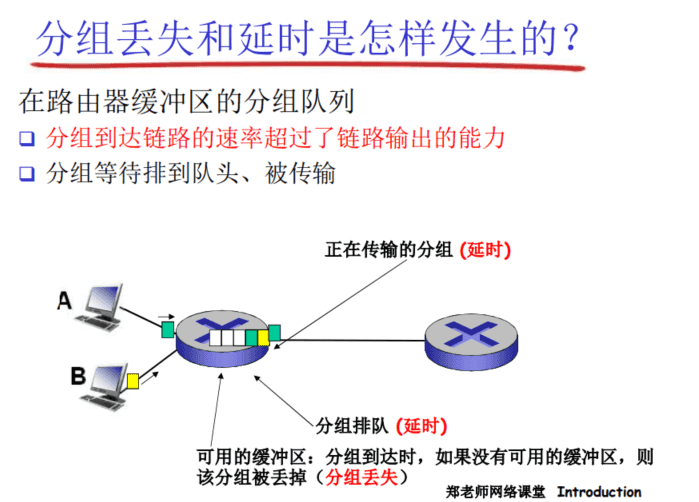 分组丢失和延时是怎样发生的?
在路由器缓冲区的分组队列
分组到达链路的速率超过了链路输出的能力
分组等待排到队头、被传输
正在传输的分组 (延时)
A
B
分组排队 (延时)
可用的缓冲区：分组到达时，如果没有可用的缓冲区，则
该分组被丢掉（分组丢失）
郑老师网络课堂 Introduction